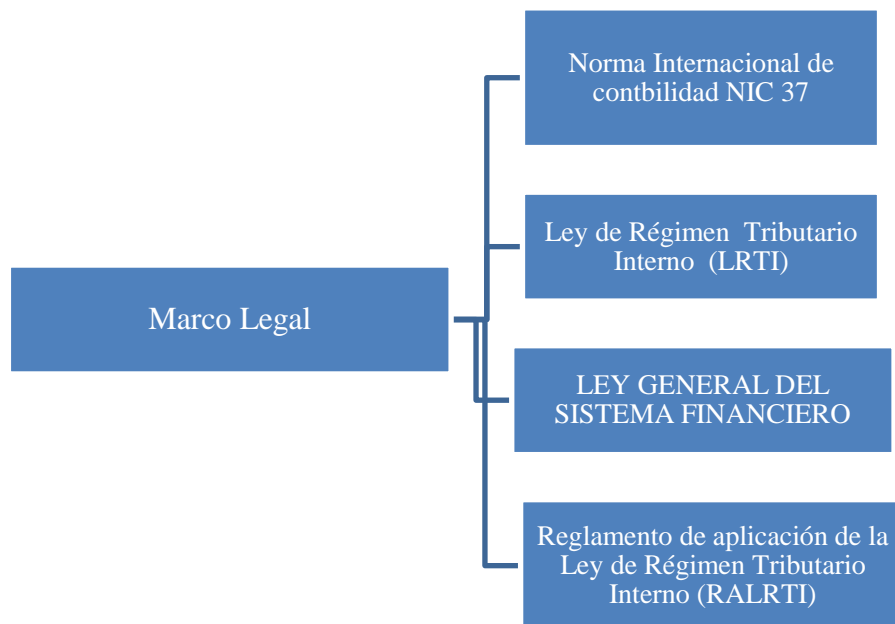 Norma Internacional de
contbilidad NIC 37
Ley de Régimen Tributario
Interno (LRTI)
Marco Legal
LEY GENERAL DEL
SISTEMA FINANCIERO
Reglamento de aplicación de la
Ley de Régimen Tributario
Interno (RALRTI)